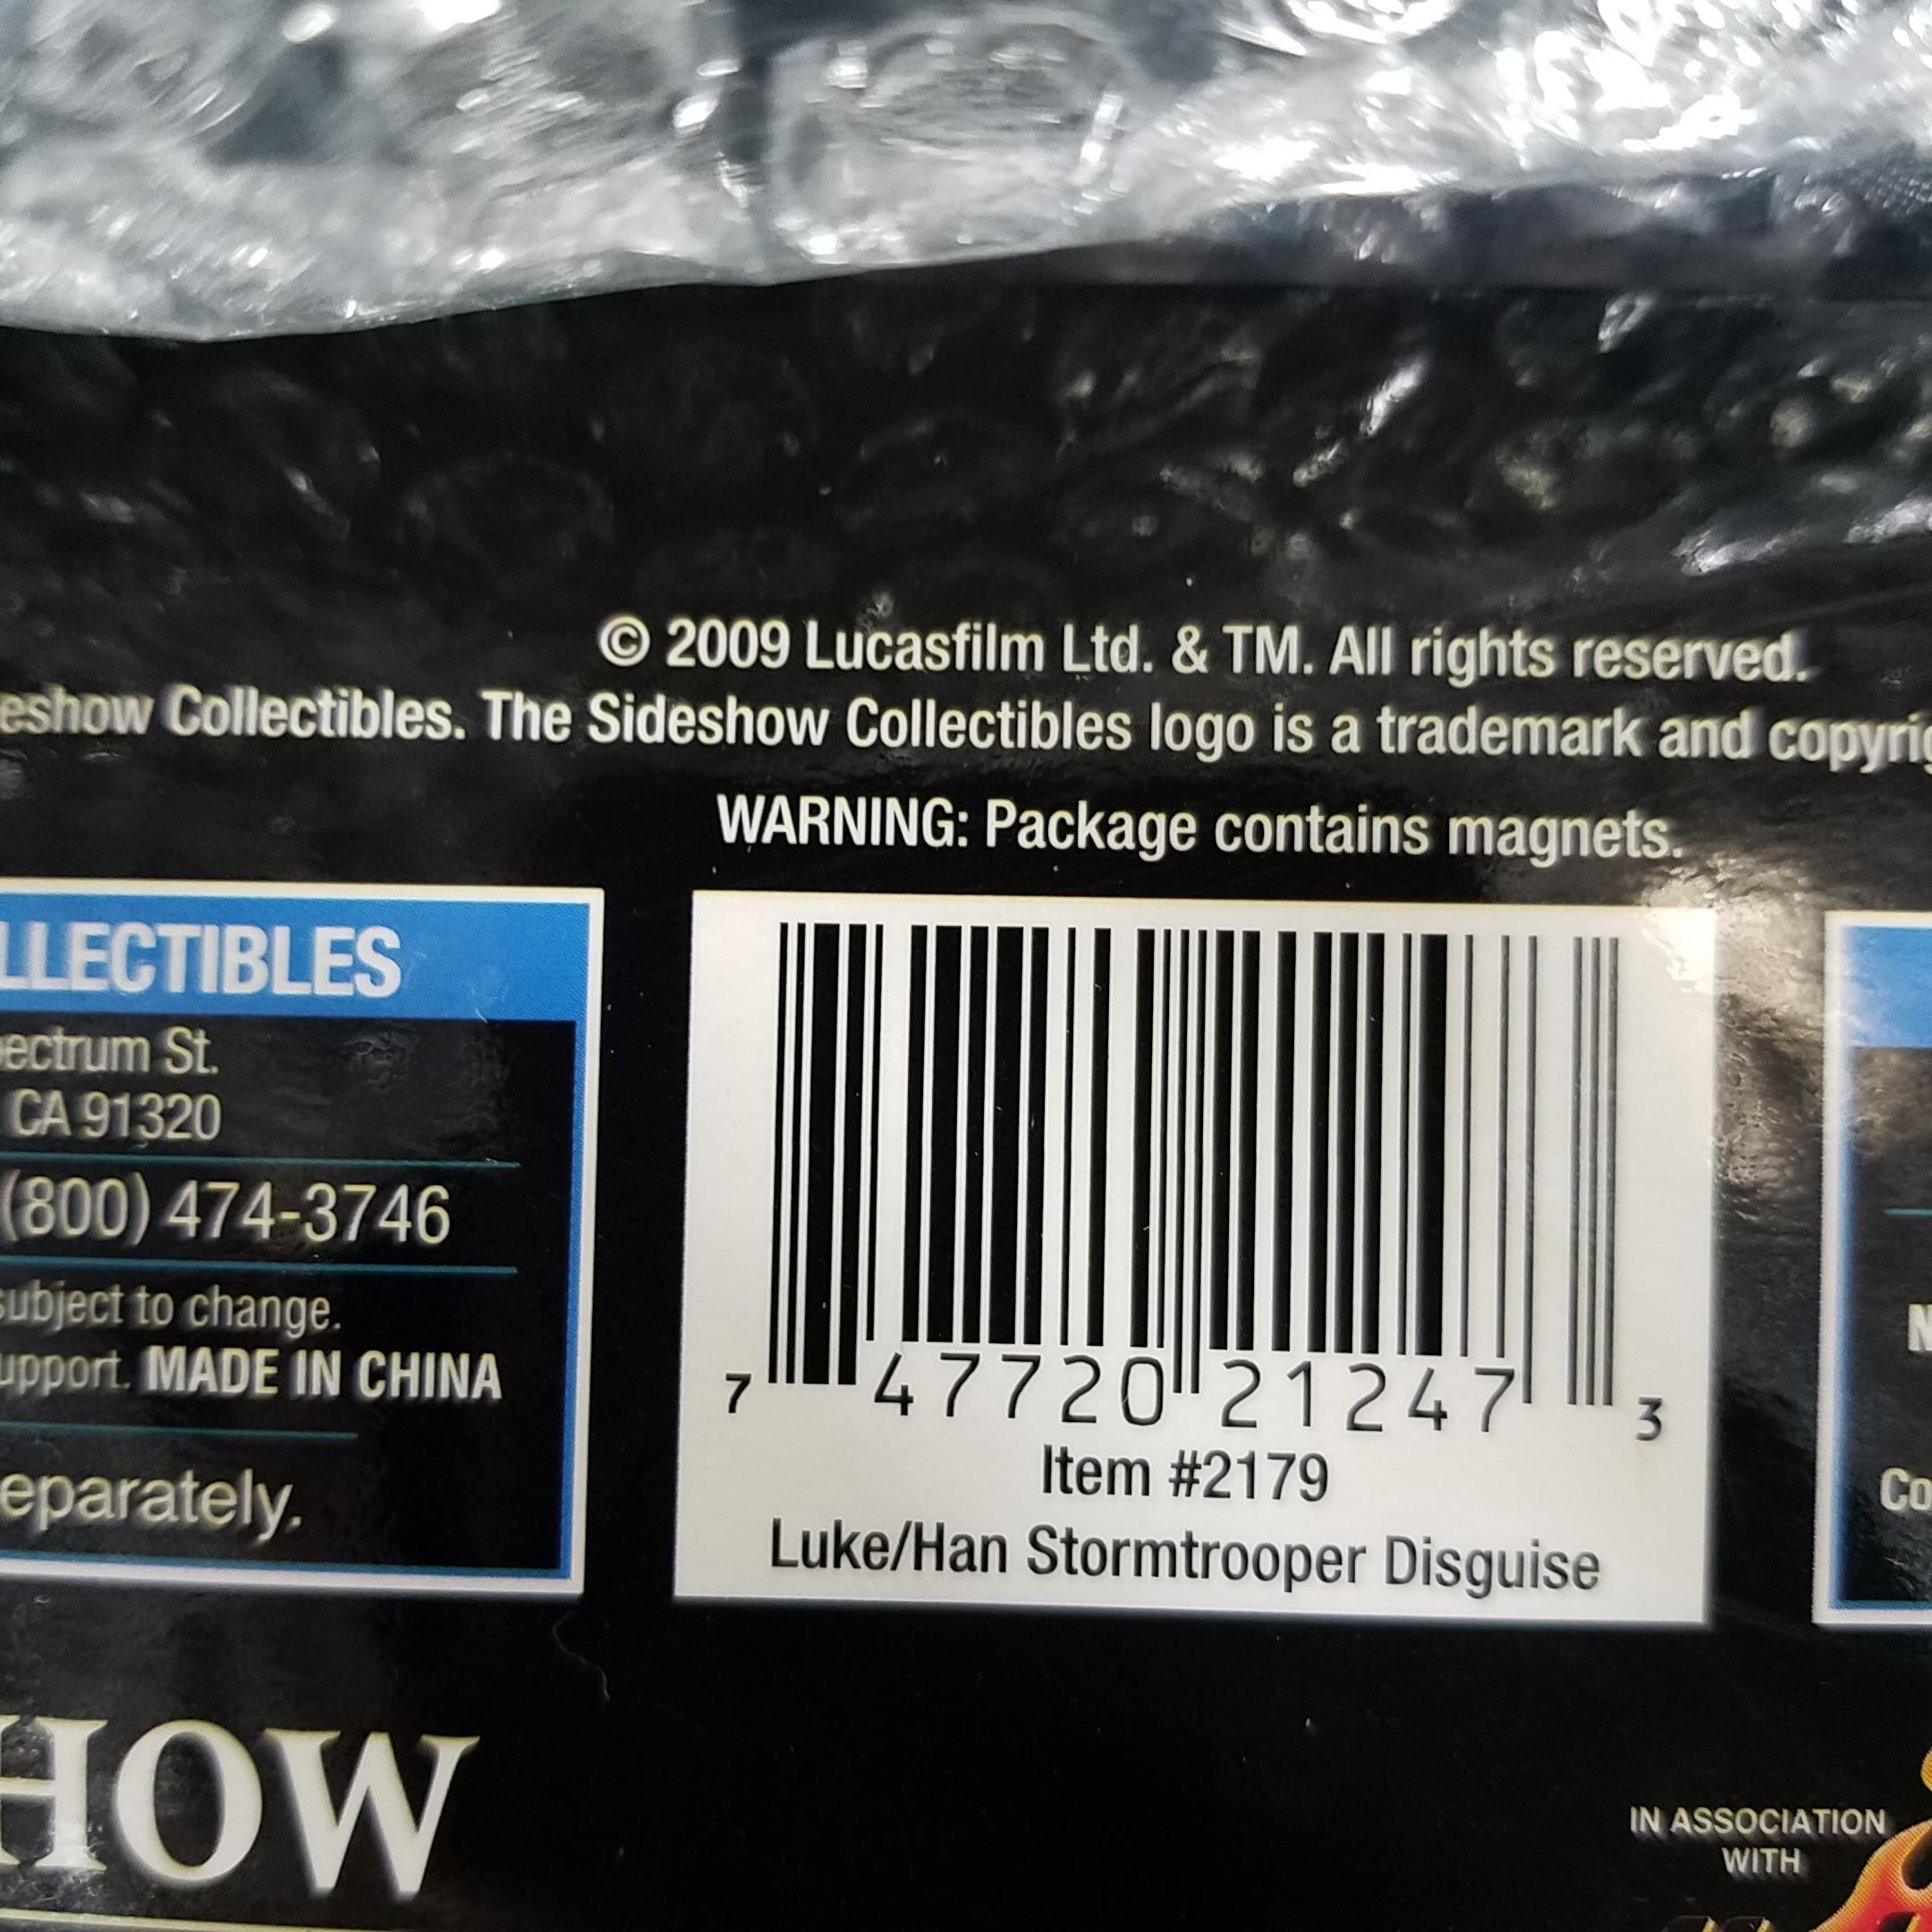 © 2009 Lucasfilm Ltd. & TM. All rights reserved.
eshow Collectibles. The Sideshow Collectibles logo is a trademark and copyrig
WARNING: Package contains magnets.
LLECTIBLES
pectrum St.
CA 91320
(800) 474-3746
subject to change.
upport. MADE IN CHINA
eparately.
7 47720 21247 3
Item #2179
Luke/Han Stormtrooper Disguise
N
Co
HOW
IN ASSOCIATION
WITH